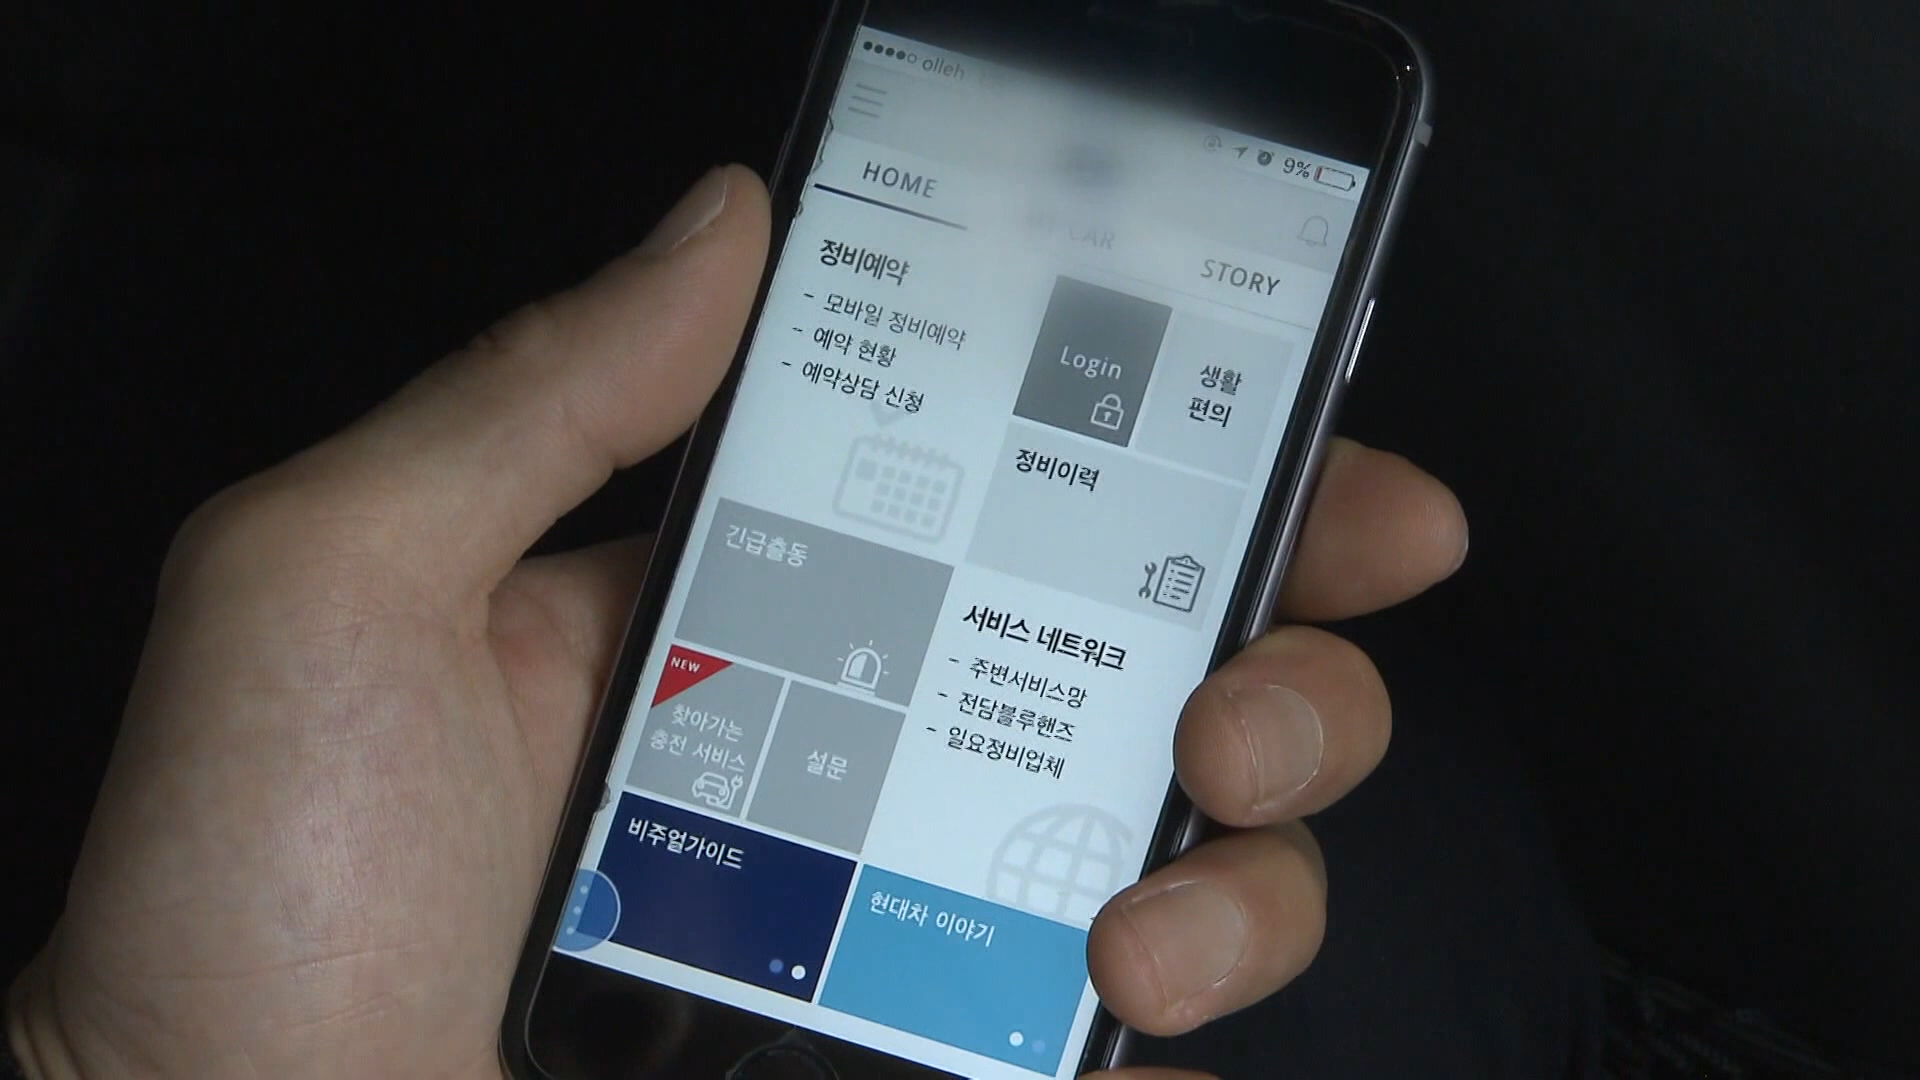 olleh
9%
HOME
CAR
STORY
정비예약
- 모바일 정비예약
- 예약 현황
- 예약상담 신청
Login
생활
편의
정비이력
긴급출동
서비스 네트워크
- 주변서비스망
- 전담블루핸즈
- 일요정비업체
NEW
찾아가는
충전 서비스
설문
비주얼가이드
현대차 이야기